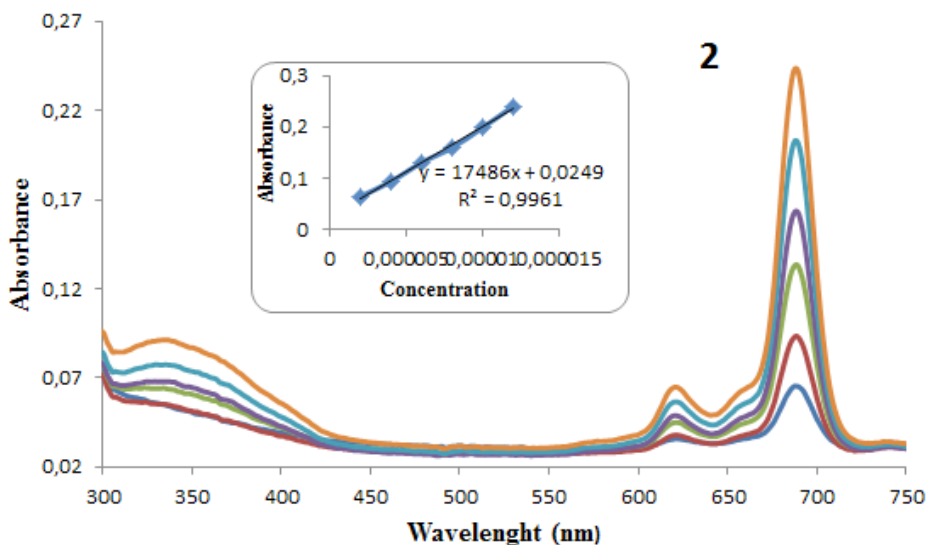 0,27
0,22
0,17
0,12
0,07
0,02
Absorbance
2
0,3
0,2
0,1
0
Absorbance
y = 17486x + 0,0249
R² = 0,9961
0 0,000005 0,00001 0,000015
Concentration
300 350 400 450 500 550 600 650 700 750
Wavelenght (nm)